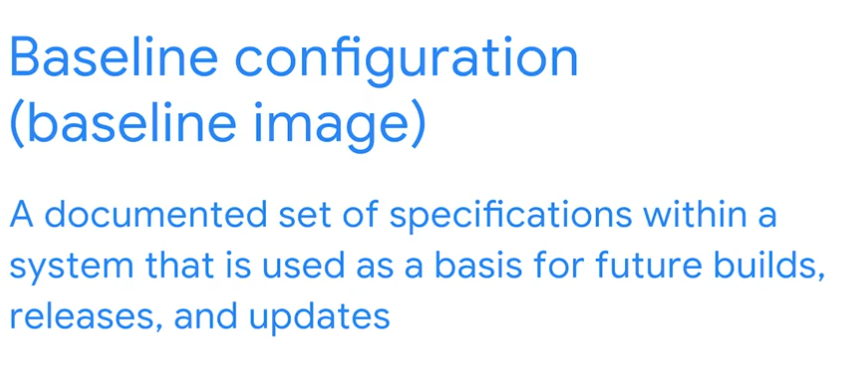 Baseline configuration
(baseline image)
A documented set of specifications within a
system that is used as a basis for future builds,
releases, and updates